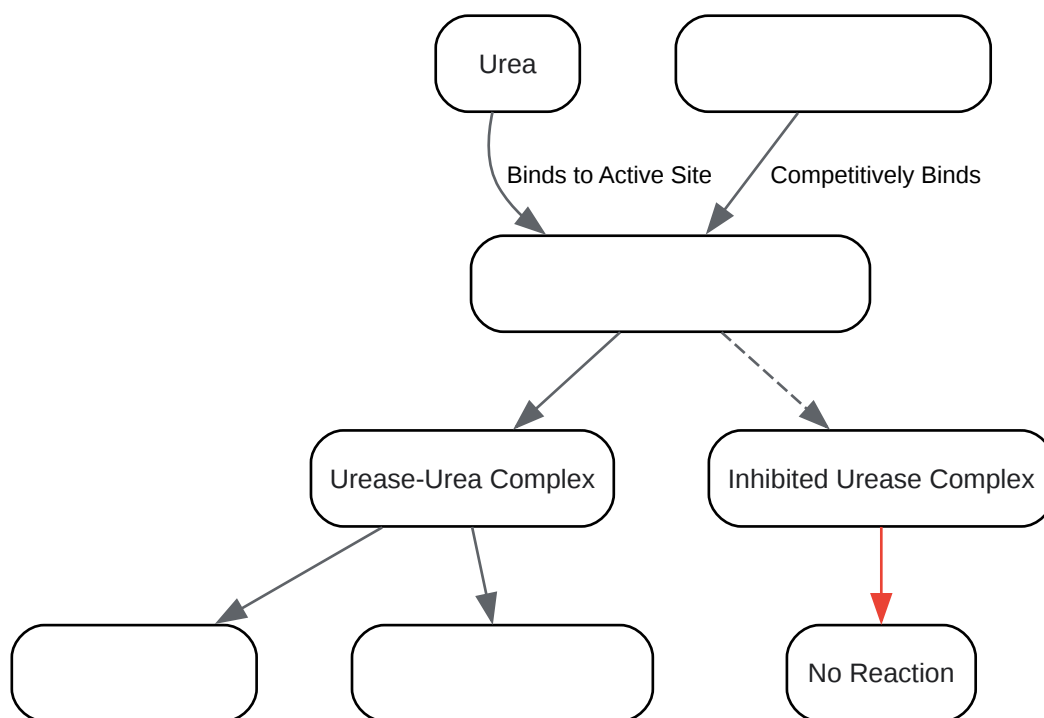 Urea
Binds to Active Site
Competitively Binds
Urease-Urea Complex
Inhibited Urease Complex
No Reaction